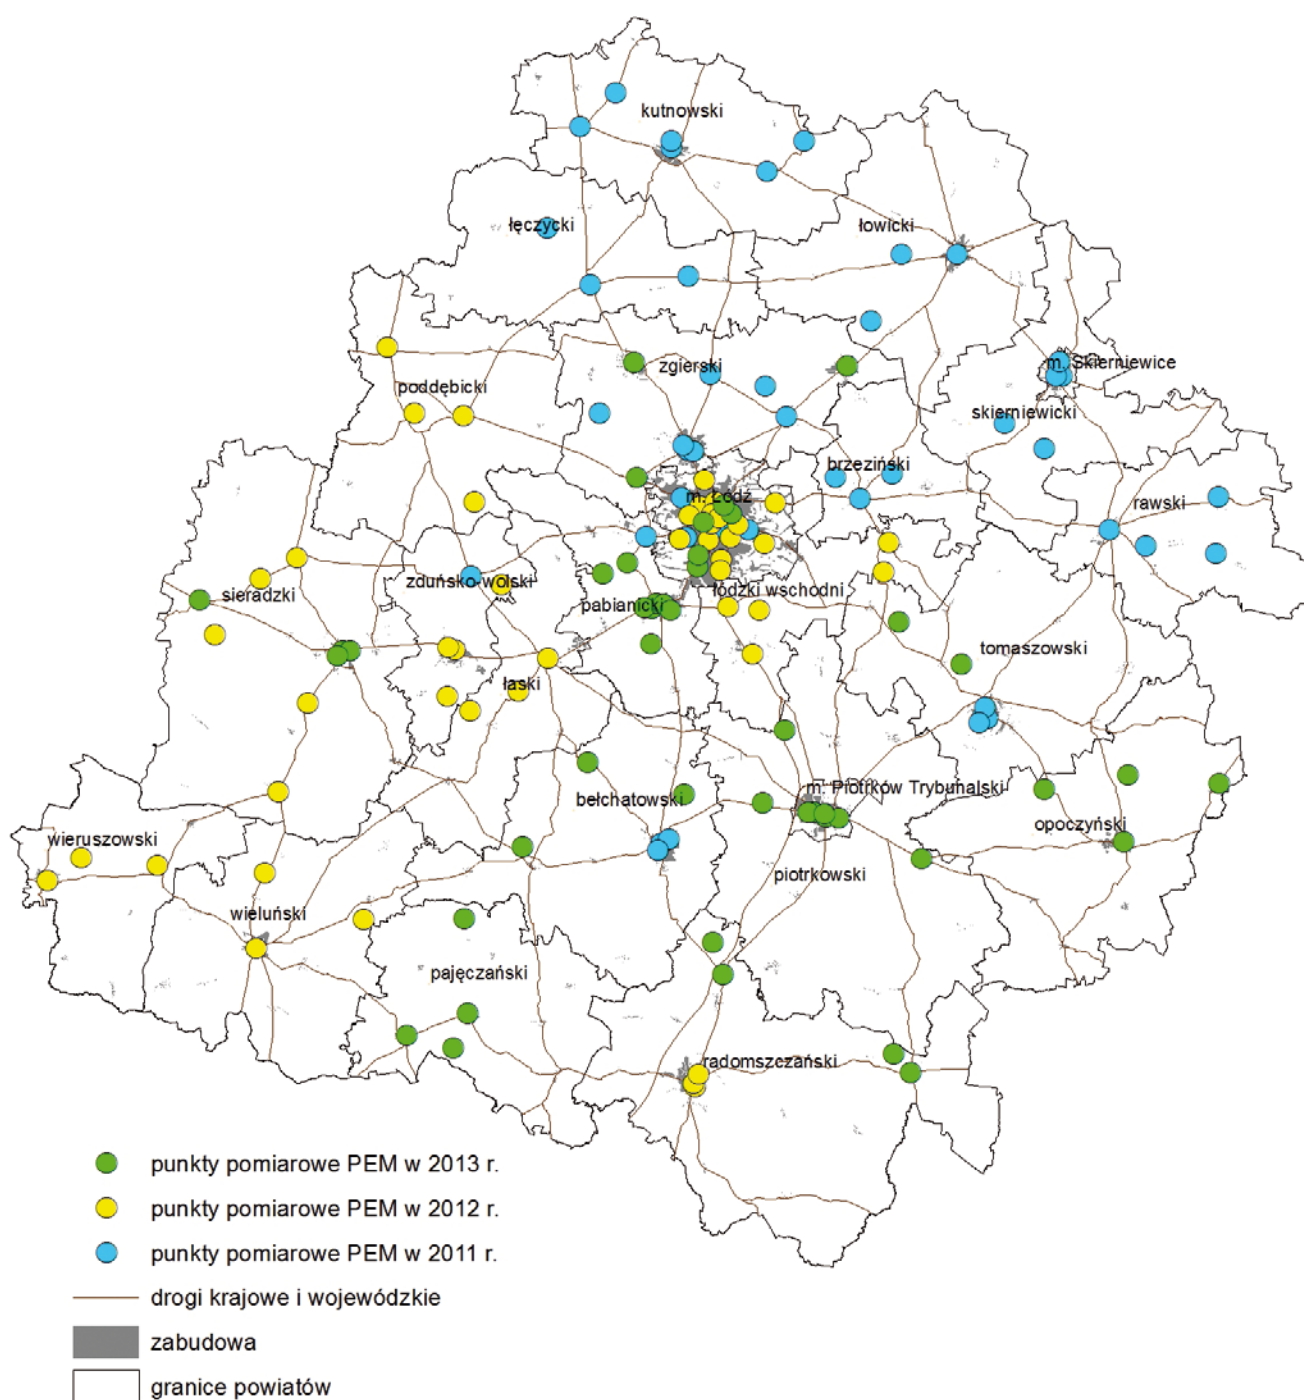 kutnowski
łęczycki
łowicki
zgierski
m. Skierniewice
poddębicki
skierniewicki
brzeziński
m. Łódź
rawski
zduńsko-wolski
sieradzki
łódzki wschodni
pabianicki
tomaszowski
łaski
m. Piotrków Trybunalski
bełchatowski
opoczyński
wieruszowski
piotrkowski
wieluński
pajęczański
radomszczański
punkty pomiarowe PEM w 2013 r.
punkty pomiarowe PEM w 2012 r.
punkty pomiarowe PEM w 2011 r.
drogi krajowe i wojewódzkie
zabudowa
granice powiatów